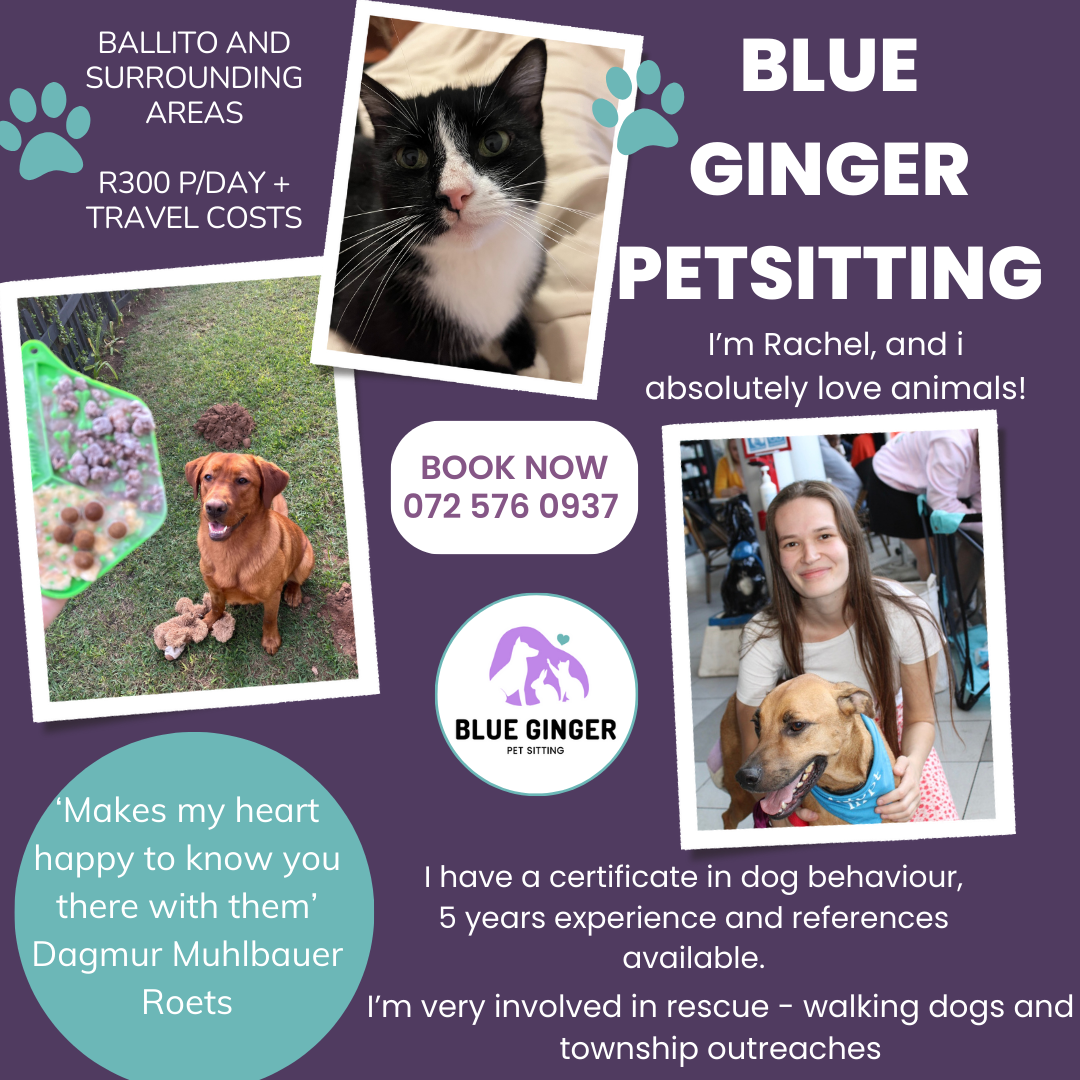 BALLITO AND
SURROUNDING
AREAS
R300 P/DAY +
TRAVEL COSTS
BLUE
GINGER
PETSITTING
I’m Rachel, and i
absolutely love animals!
BOOK NOW
072 576 0937
BLUE GINGER
PET SITTING
‘Makes my heart
happy to know you
there with them’
Dagmur Muhlbauer
Roets
I have a certificate in dog behaviour,
5 years experience and references
available.
I’m very involved in rescue - walking dogs and
township outreaches